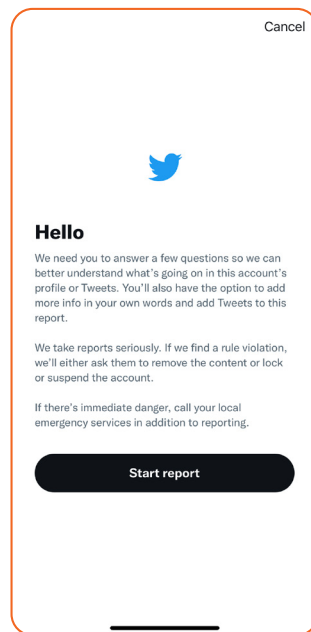 Cancel
Hello
We need you to answer a few questions so we can
better understand what's going on in this account's
profile or Tweets. You'll also have the option to add
more info in your own words and add Tweets to this
report.
We take reports seriously. If we find a rule violation,
we'll either ask them to remove the content or lock
or suspend the account.
If there's immediate danger, call your local
emergency services in addition to reporting.
Start report